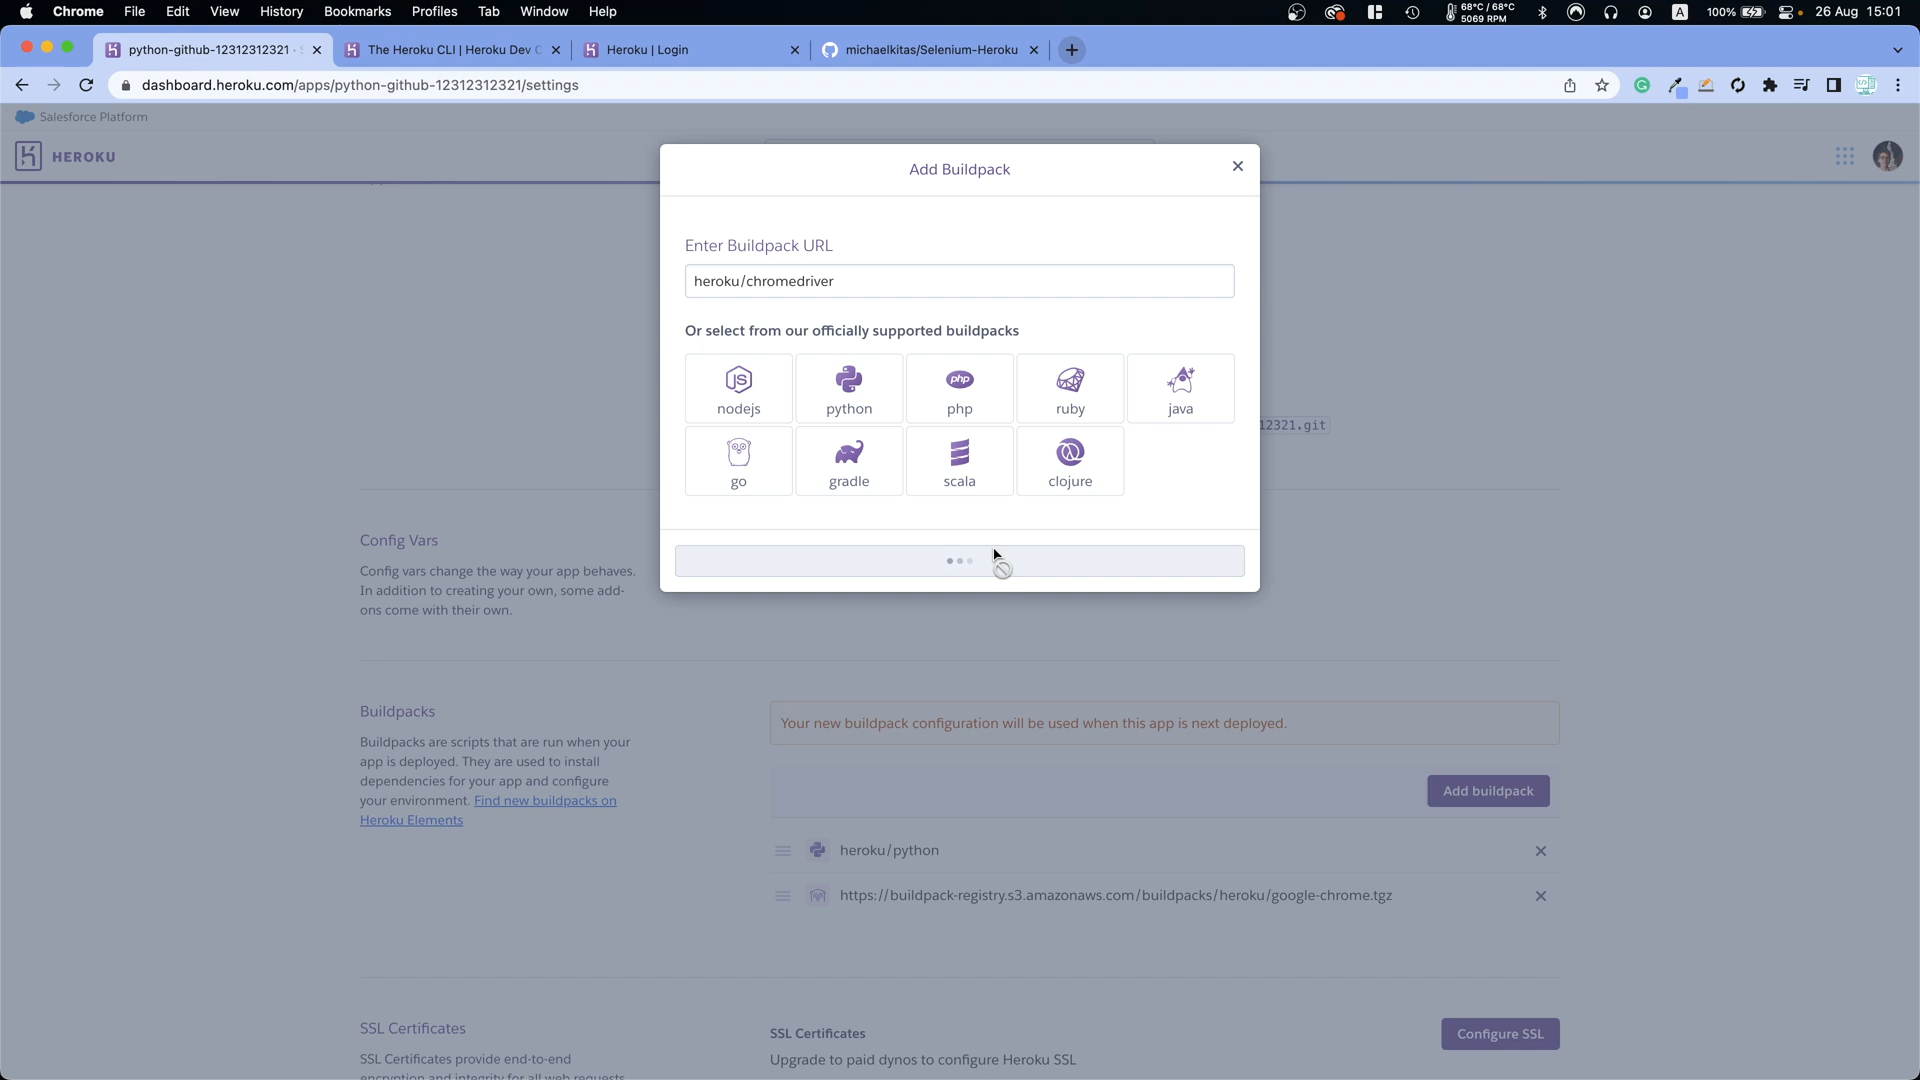 Chrome File Edit View History Bookmarks Profiles Tab Window Help
68°C / 68°C
5069 RPM
A
100%
26 Aug 15:01
python-github-12312312321 ·
The Heroku CLI | Heroku Dev C
Heroku | Login
michaelkitas/Selenium-Heroku
dashboard.heroku.com/apps/python-github-12312312321/settings
Salesforce Platform
HEROKU
Add Buildpack
Enter Buildpack URL
heroku/chromedriver
Or select from our officially supported buildpacks
JS
php
nodejs
python
php
ruby
java
go
gradle
scala
clojure
12321.git
Config Vars
Config vars change the way your app behaves.
In addition to creating your own, some add-
ons come with their own.
Buildpacks
Buildpacks are scripts that are run when your
app is deployed. They are used to install
dependencies for your app and configure
your environment. Find new buildpacks on
Heroku Elements
Your new buildpack configuration will be used when this app is next deployed.
Add buildpack
heroku/python
https://buildpack-registry.s3.amazonaws.com/buildpacks/heroku/google-chrome.tgz
SSL Certificates
SSL Certificates provide end-to-end
encryption and integrity for all web requests
SSL Certificates
Upgrade to paid dynos to configure Heroku SSL
Configure SSL